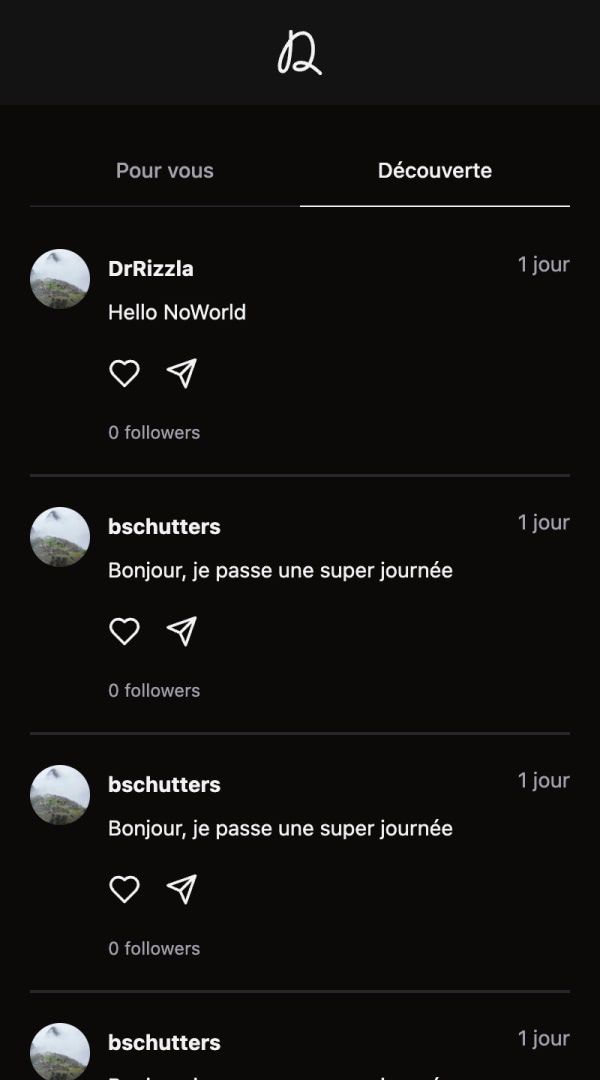 Pour vous
Découverte
DrRizzla
1 jour
Hello NoWorld
0 followers
bschutters
1 jour
Bonjour, je passe une super journée
0 followers
bschutters
1 jour
Bonjour, je passe une super journée
0 followers
bschutters
1 jour